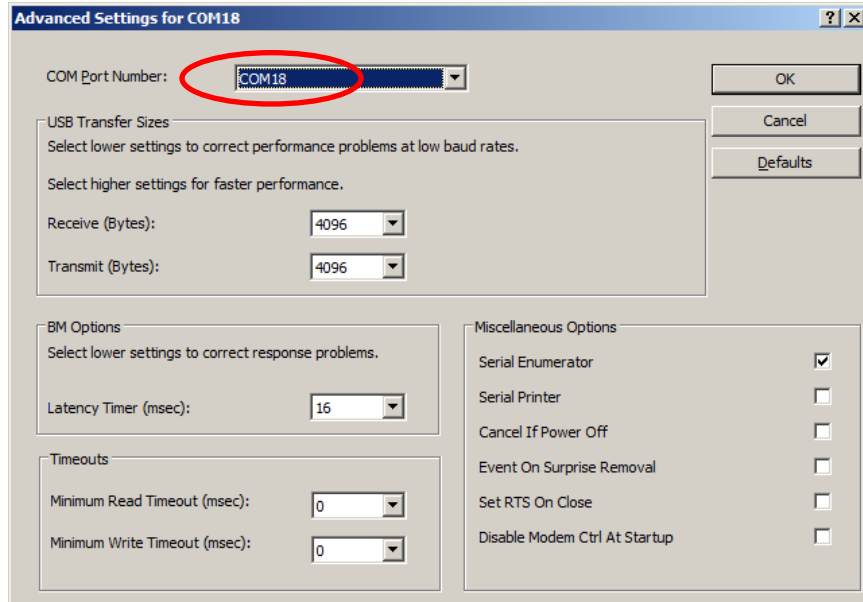 Advanced Settings for COM18
COM Port Number: COM18
OK
Cancel
Defaults
USB Transfer Sizes
Select lower settings to correct performance problems at low baud rates.
Select higher settings for faster performance.
Receive (Bytes): 4096
Transmit (Bytes): 4096
BM Options
Select lower settings to correct response problems.
Latency Timer (msec): 16
Timeouts
Minimum Read Timeout (msec): 0
Minimum Write Timeout (msec): 0
Miscellaneous Options
Serial Enumerator
Serial Printer
Cancel If Power Off
Event On Surprise Removal
Set RTS On Close
Disable Modem Ctrl At Startup